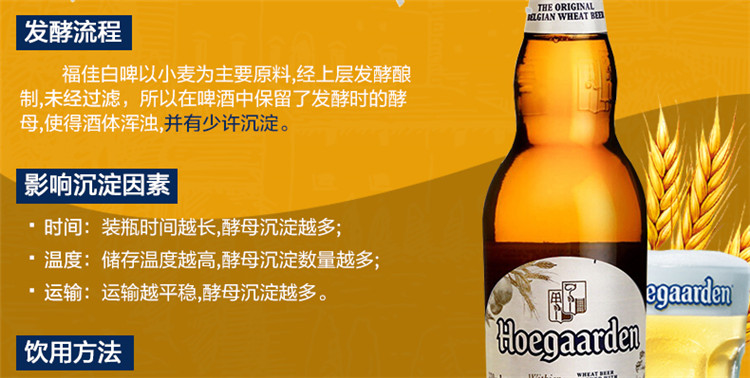 发酵流程
福佳白啤以小麦为主要原料,经上层发酵酿
制,未经过滤，所以在啤酒中保留了发酵时的酵
母,使得酒体浑浊,并有少许沉淀。
影响沉淀因素
· 时间：装瓶时间越长,酵母沉淀越多;
· 温度：储存温度越高,酵母沉淀数量越多;
· 运输：运输越平稳,酵母沉淀越多。
饮用方法
THE ORIGINAL
BELGIAN WHEAT BEER
Hoegaarden
egaarden
WHEAT BEER